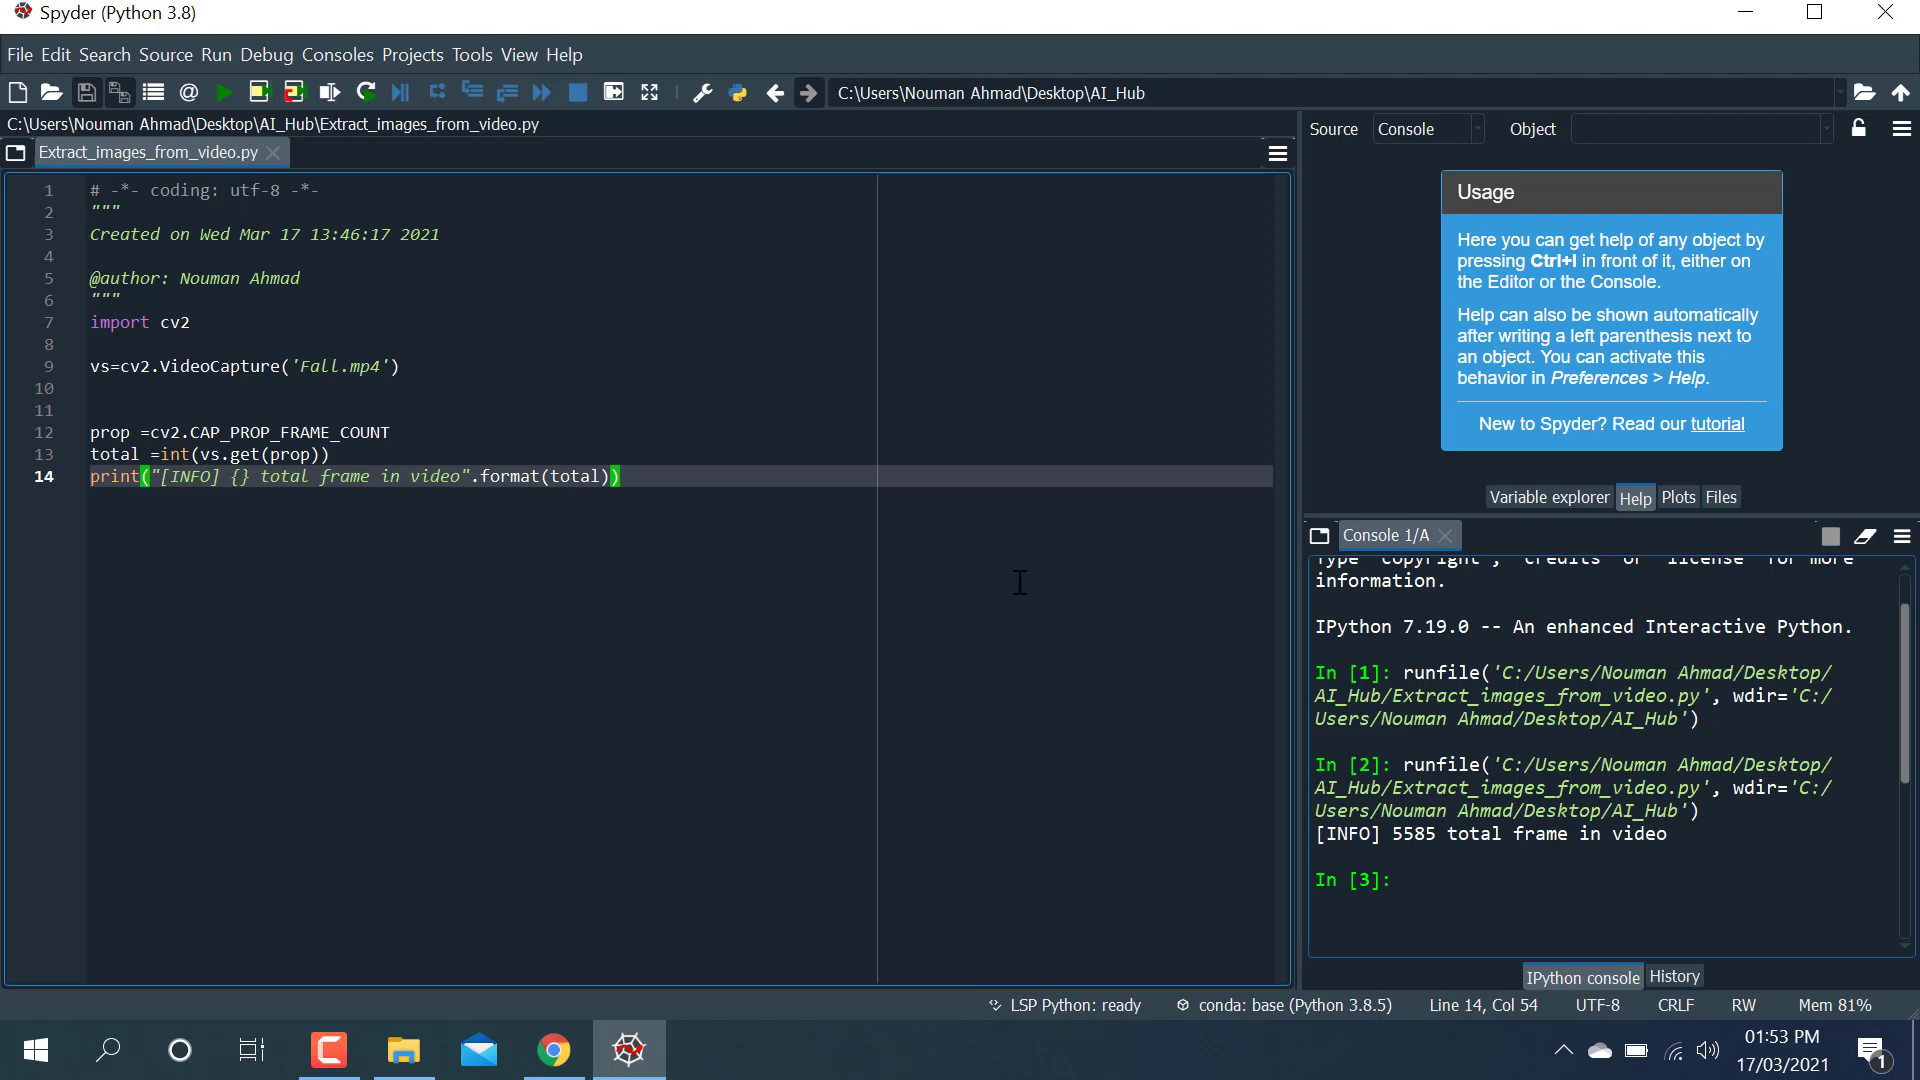 Spyder (Python 3.8)
File Edit Search Source Run Debug Consoles Projects Tools View Help
C:\Users\Nouman Ahmad\Desktop\AI_Hub
C:\Users\Nouman Ahmad\Desktop\AI_Hub\Extract_images_from_video.py
Extract_images_from_video.py
1 # -*- coding: utf-8 -*-
2 """
3 Created on Wed Mar 17 13:46:17 2021
4
5 @author: Nouman Ahmad
6 """
7 import cv2
8
9 vs=cv2.VideoCapture('Fall.mp4')
10
11
12 prop =cv2.CAP_PROP_FRAME_COUNT
13 total =int(vs.get(prop))
14 print("[INFO] {} total frame in video".format(total))
Source Console Object
Usage
Here you can get help of any object by
pressing Ctrl+I in front of it, either on
the Editor or the Console.
Help can also be shown automatically
after writing a left parenthesis next to
an object. You can activate this
behavior in Preferences > Help.
New to Spyder? Read our tutorial
Variable explorer Help Plots Files
Console 1/A
Type "copyright", "credits" or "license" for more
information.
IPython 7.19.0 -- An enhanced Interactive Python.
In [1]: runfile('C:/Users/Nouman Ahmad/Desktop/
AI_Hub/Extract_images_from_video.py', wdir='C:/
Users/Nouman Ahmad/Desktop/AI_Hub')
In [2]: runfile('C:/Users/Nouman Ahmad/Desktop/
AI_Hub/Extract_images_from_video.py', wdir='C:/
Users/Nouman Ahmad/Desktop/AI_Hub')
[INFO] 5585 total frame in video
In [3]:
IPython console History
LSP Python: ready conda: base (Python 3.8.5) Line 14, Col 54 UTF-8 CRLF RW Mem 81%
01:53 PM
17/03/2021
1